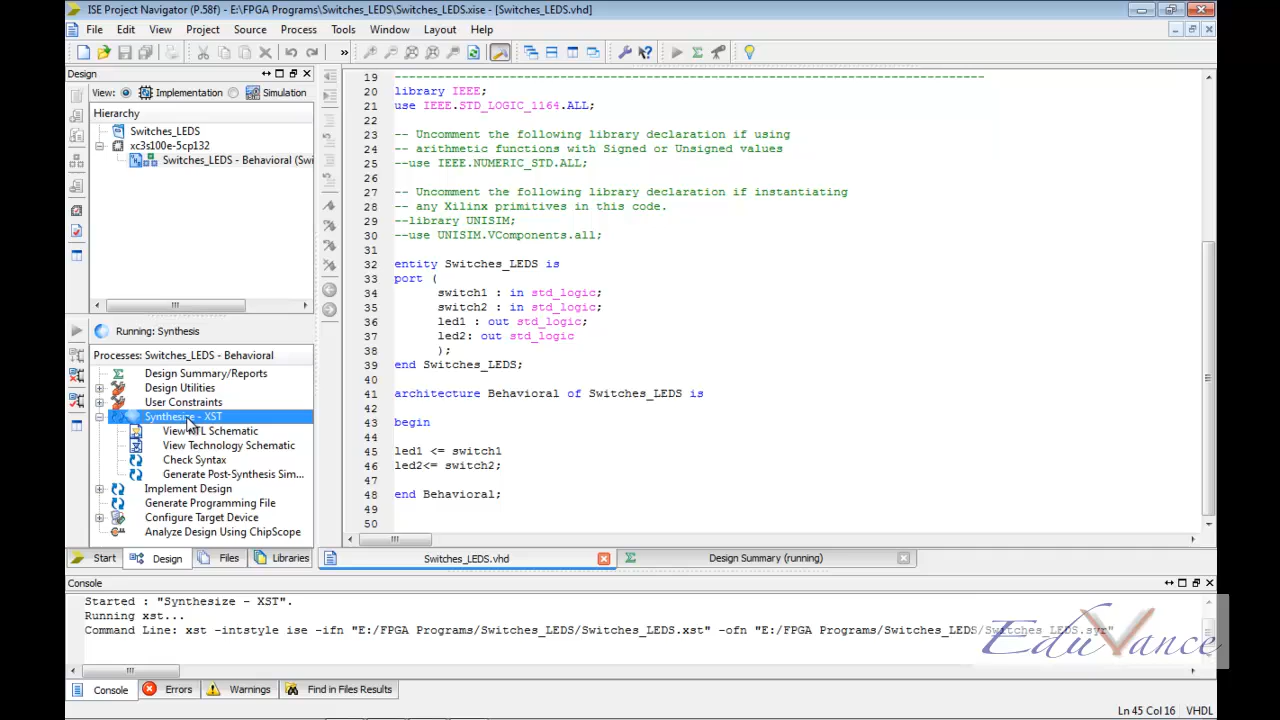 ISE Project Navigator (P.58f) - E:\FPGA Programs\Switches_LEDS\Switches_LEDS.xise - [Switches_LEDS.vhd]
File Edit View Project Source Process Tools Window Layout Help
Design
View: Implementation Simulation
Hierarchy
Switches_LEDS
xc3s100e-5cp132
Switches_LEDS - Behavioral (Swi
Running: Synthesis
Processes: Switches_LEDS - Behavioral
Design Summary/Reports
Design Utilities
User Constraints
Synthesize - XST
View RTL Schematic
View Technology Schematic
Check Syntax
Generate Post-Synthesis Sim...
Implement Design
Generate Programming File
Configure Target Device
Analyze Design Using ChipScope
Start Design Files Libraries
19 -----------------------------------------------------------------------------------
20 library IEEE;
21 use IEEE.STD_LOGIC_1164.ALL;
22
23 -- Uncomment the following library declaration if using
24 -- arithmetic functions with Signed or Unsigned values
25 --use IEEE.NUMERIC_STD.ALL;
26
27 -- Uncomment the following library declaration if instantiating
28 -- any Xilinx primitives in this code.
29 --library UNISIM;
30 --use UNISIM.VComponents.all;
31
32 entity Switches_LEDS is
33 port (
34 switch1 : in std_logic;
35 switch2 : in std_logic;
36 led1 : out std_logic;
37 led2: out std_logic
38 );
39 end Switches_LEDS;
40
41 architecture Behavioral of Switches_LEDS is
42
43 begin
44
45 led1 <= switch1
46 led2<= switch2;
47
48 end Behavioral;
49
50
Switches_LEDS.vhd Design Summary (running)
Console
Started : "Synthesize - XST".
Running xst...
Command Line: xst -intstyle ise -ifn "E:/FPGA Programs/Switches_LEDS/Switches_LEDS.xst" -ofn "E:/FPGA Programs/Switches_LEDS/Switches_LEDS.syr"
EduVance
Console Errors Warnings Find in Files Results
Ln 45 Col 16 VHDL